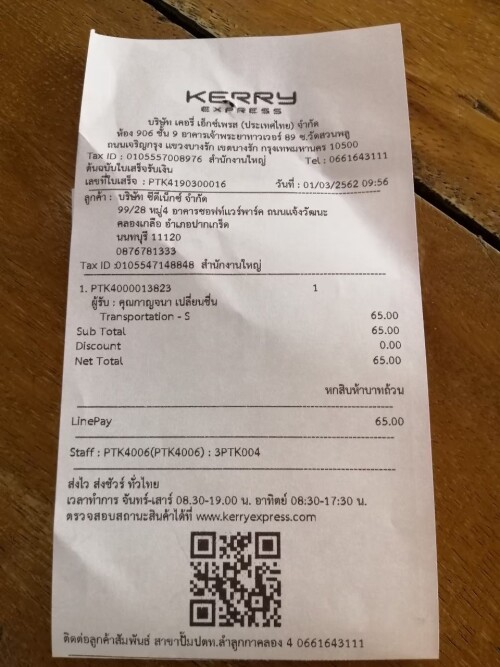 KERRY
EXPRESS
บริษัท เคอรี่ เอ็กซ์เพรส (ประเทศไทย) จำกัด
ห้อง 906 ชั้น 9 อาคารเจ้าพระยาทาวเวอร์ 89 ซ.วัดสวนพลู
ถนนเจริญกรุง แขวงบางรัก เขตบางรัก กรุงเทพมหานคร 10500
Tax ID : 0105557008976 สำนักงานใหญ่ Tel : 0661643111
ต้นฉบับใบเสร็จรับเงิน
เลขที่ใบเสร็จ : PTK4190300016 วันที่ : 01/03/2562 09:56
ลูกค้า : บริษัท ซีดีเน็กซ์ จำกัด
99/28 หมู่4 อาคารซอฟท์แวร์พาร์ค ถนนแจ้งวัฒนะ
คลองเกลือ อำเภอปากเกร็ด
นนทบุรี 11120
0876781333
Tax ID :0105547148848 สำนักงานใหญ่
1. PTK4000013823 1
ผู้รับ : คุณกาญจนา เปลี่ยนชื่น
Transportation - S 65.00
Sub Total 65.00
Discount 0.00
Net Total 65.00
หกสิบห้าบาทถ้วน
LinePay 65.00
Staff : PTK4006(PTK4006) : 3PTK004
ส่งไว ส่งชัวร์ ทั่วไทย
เวลาทำการ จันทร์-เสาร์ 08.30-19.00 น. อาทิตย์ 08:30-17:30 น.
ตรวจสอบสถานะสินค้าได้ที่ www.kerryexpress.com
ติดต่อลูกค้าสัมพันธ์ สาขาปั๊มปตท.ลำลูกกาคลอง 4 0661643111